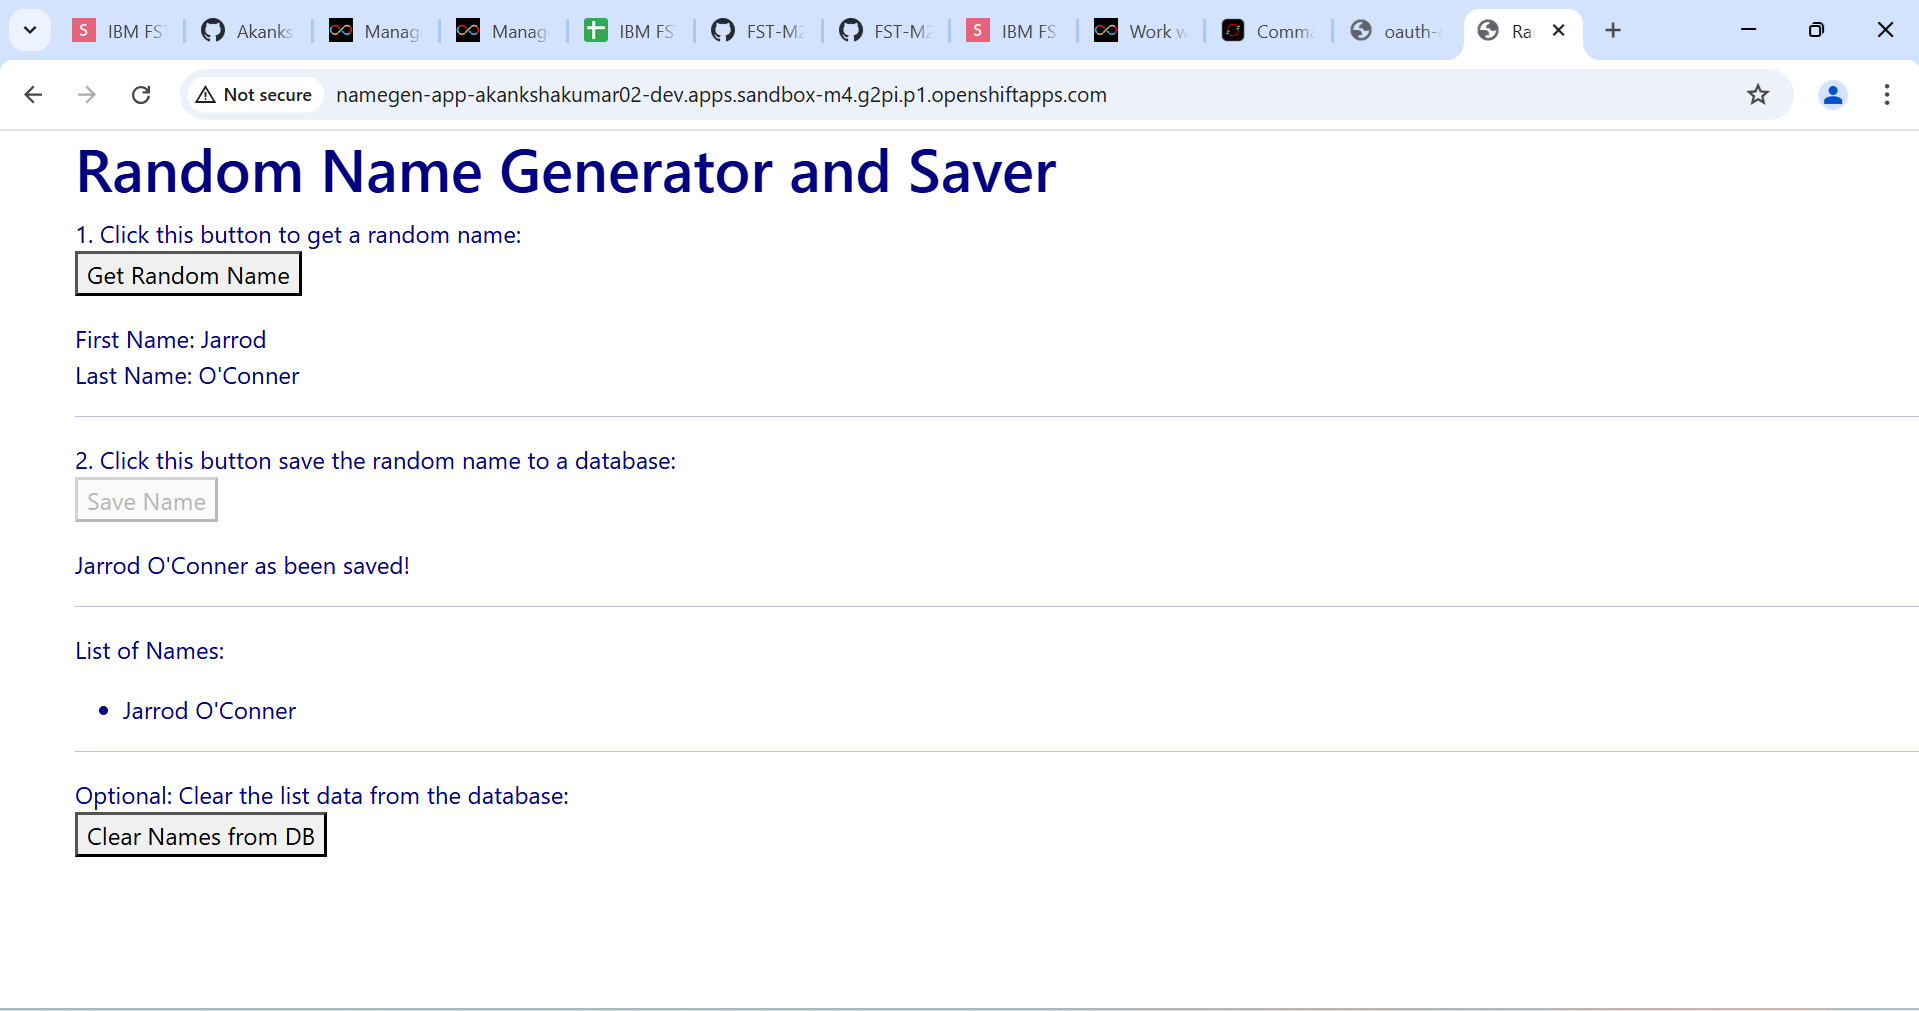 S IBM FS
Akanks
Manag
Manag
IBM FS
FST-M2
FST-M2
S IBM FS
Work w
Comma
oauth-
Ra
Not secure
namegen-app-akankshakumar02-dev.apps.sandbox-m4.g2pi.p1.openshiftapps.com
Random Name Generator and Saver
1. Click this button to get a random name:
Get Random Name
First Name: Jarrod
Last Name: O'Conner
2. Click this button save the random name to a database:
Save Name
Jarrod O'Conner as been saved!
List of Names:
• Jarrod O'Conner
Optional: Clear the list data from the database:
Clear Names from DB